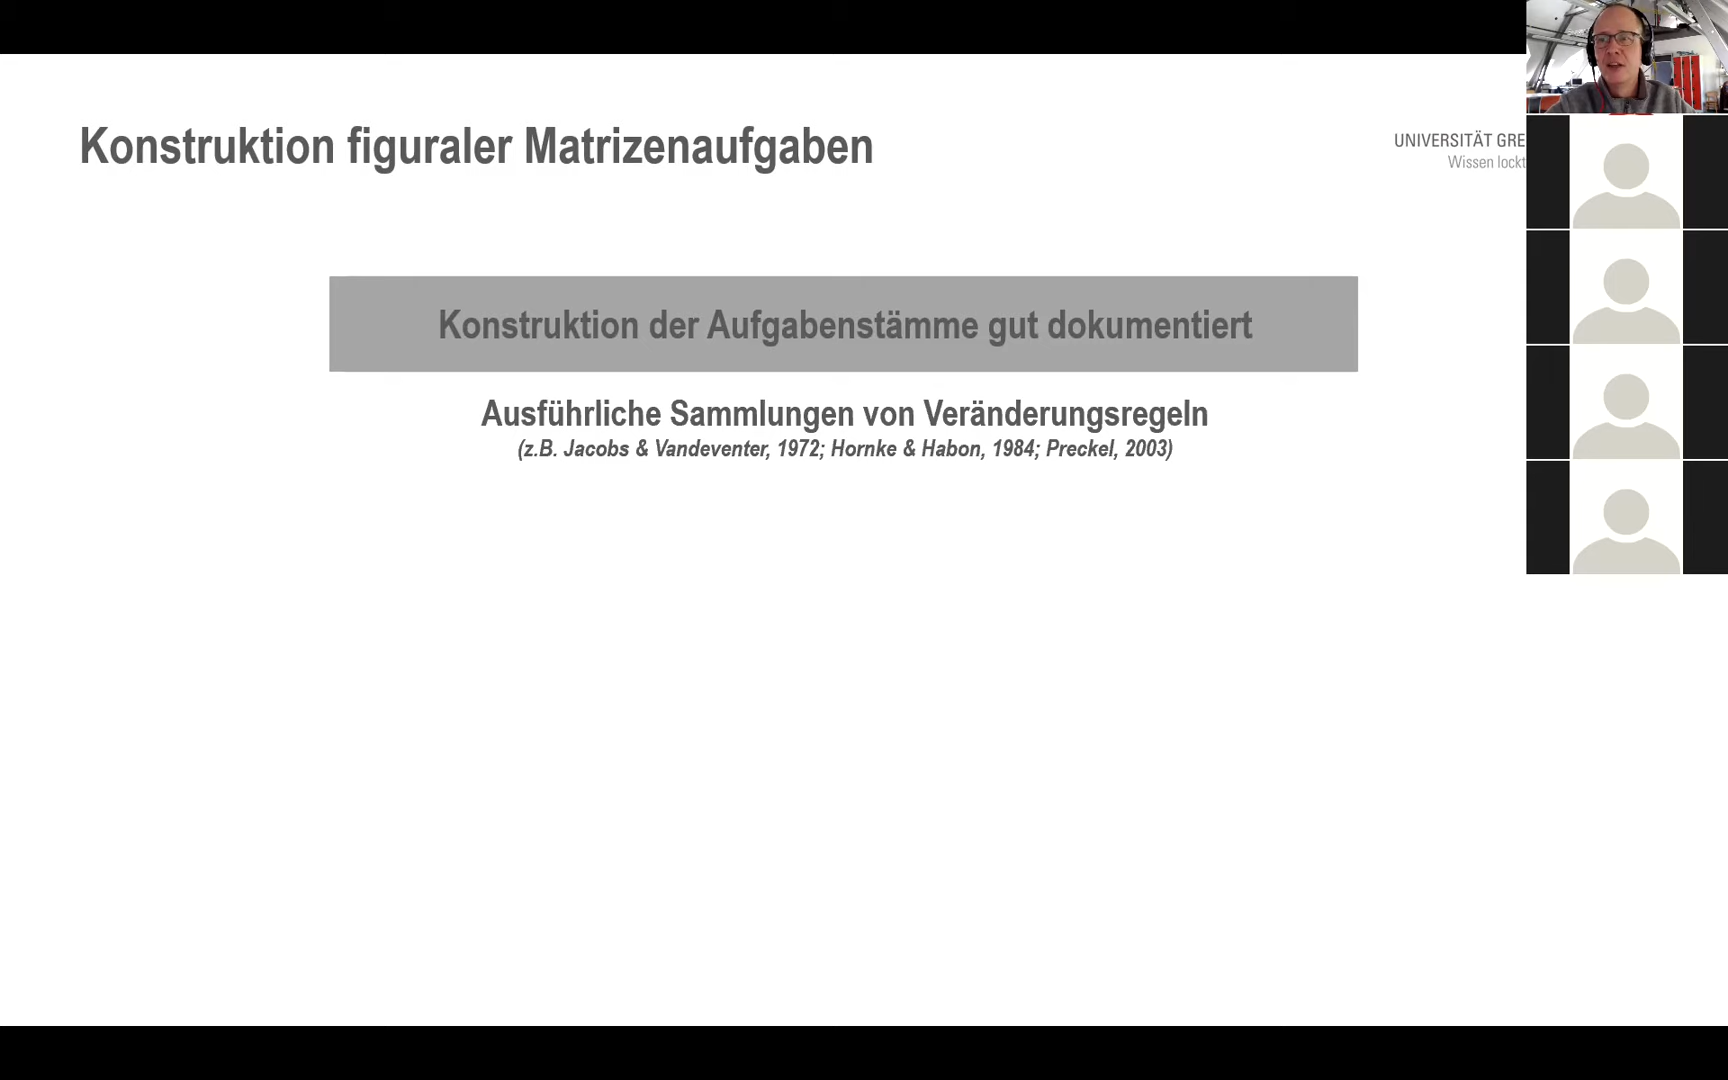 Konstruktion figuraler Matrizenaufgaben
UNIVERSITÄT GRE
Wissen lockt
Konstruktion der Aufgabenstämme gut dokumentiert
Ausführliche Sammlungen von Veränderungsregeln
(z.B. Jacobs & Vandeventer, 1972; Hornke & Habon, 1984; Preckel, 2003)